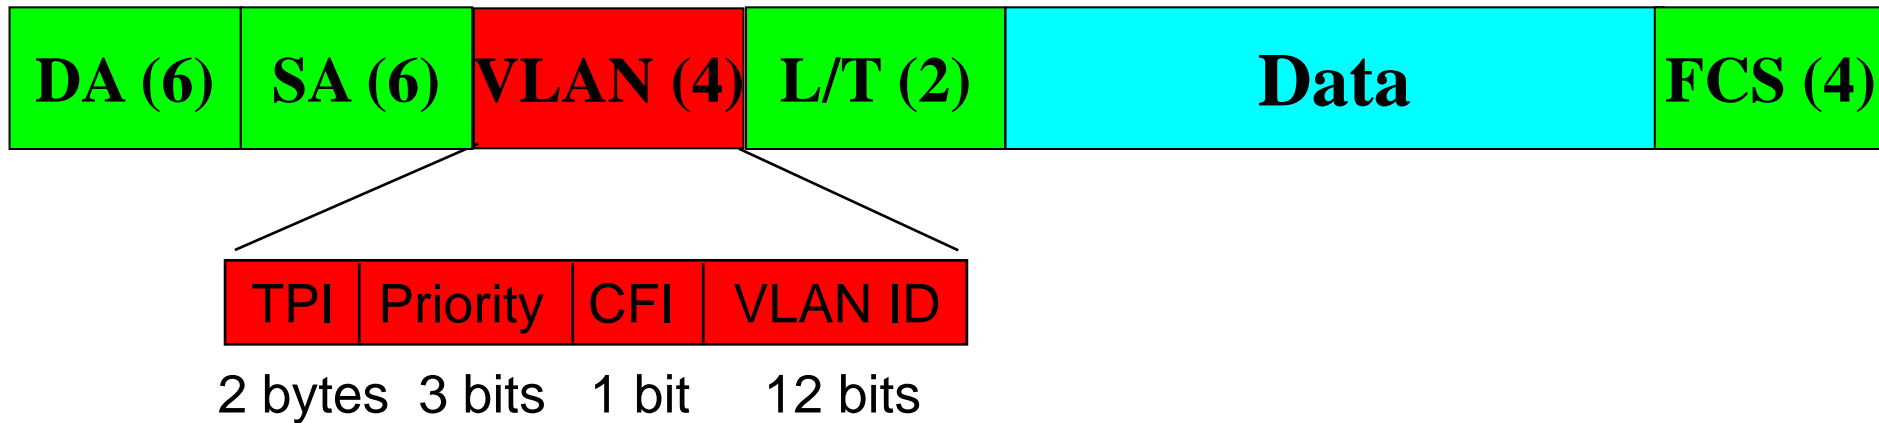 DA (6) SA (6) VLAN (4) L/T (2) Data FCS (4)
TPI Priority CFI VLAN ID
2 bytes 3 bits 1 bit 12 bits